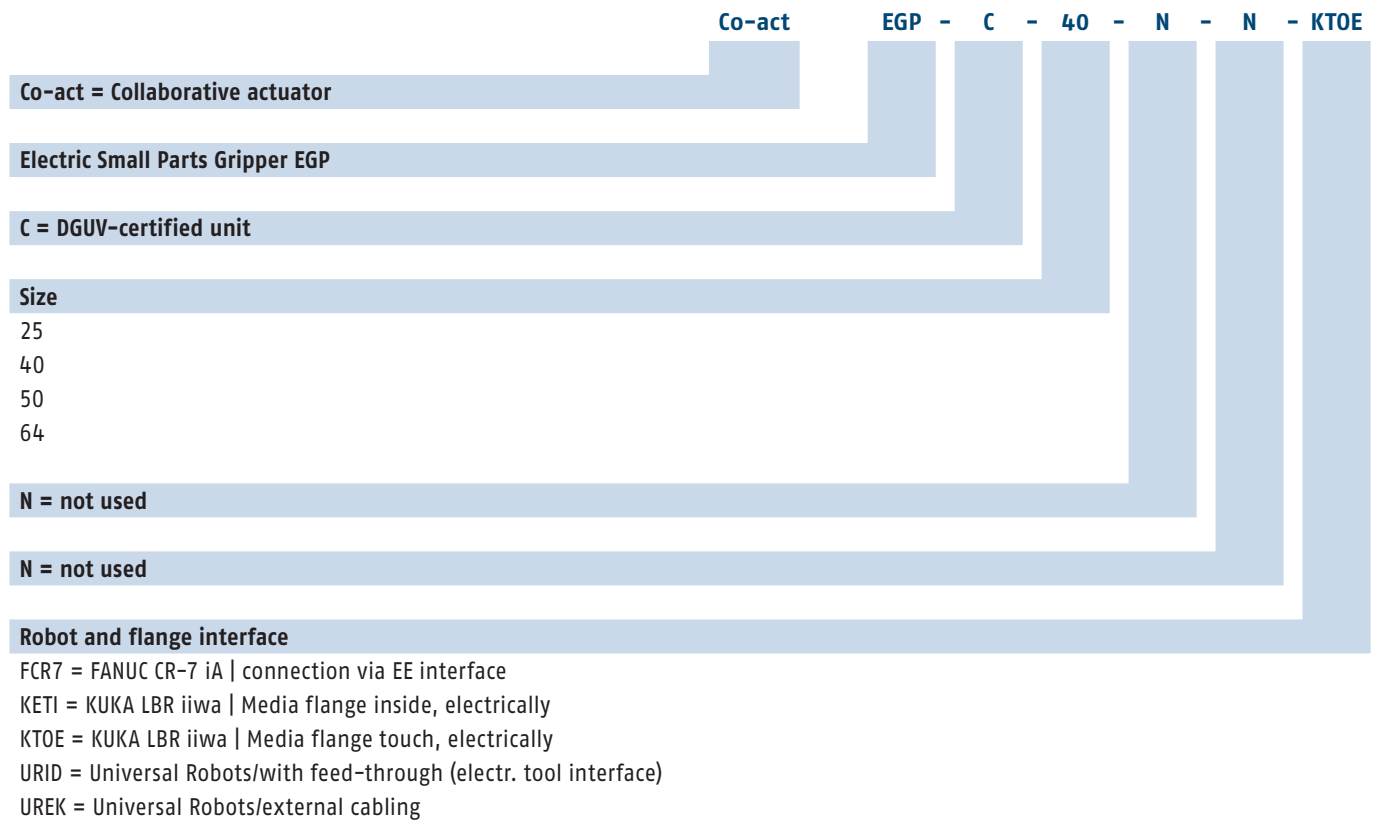 Co-act EGP - C - 40 - N - N - KTOE
Co-act = Collaborative actuator
Electric Small Parts Gripper EGP
C = DGUV-certified unit
Size
25
40
50
64
N = not used
N = not used
Robot and flange interface
FCR7 = FANUC CR-7 iA | connection via EE interface
KETI = KUKA LBR iiwa | Media flange inside, electrically
KTOE = KUKA LBR iiwa | Media flange touch, electrically
URID = Universal Robots/with feed-through (electr. tool interface)
UREK = Universal Robots/external cabling